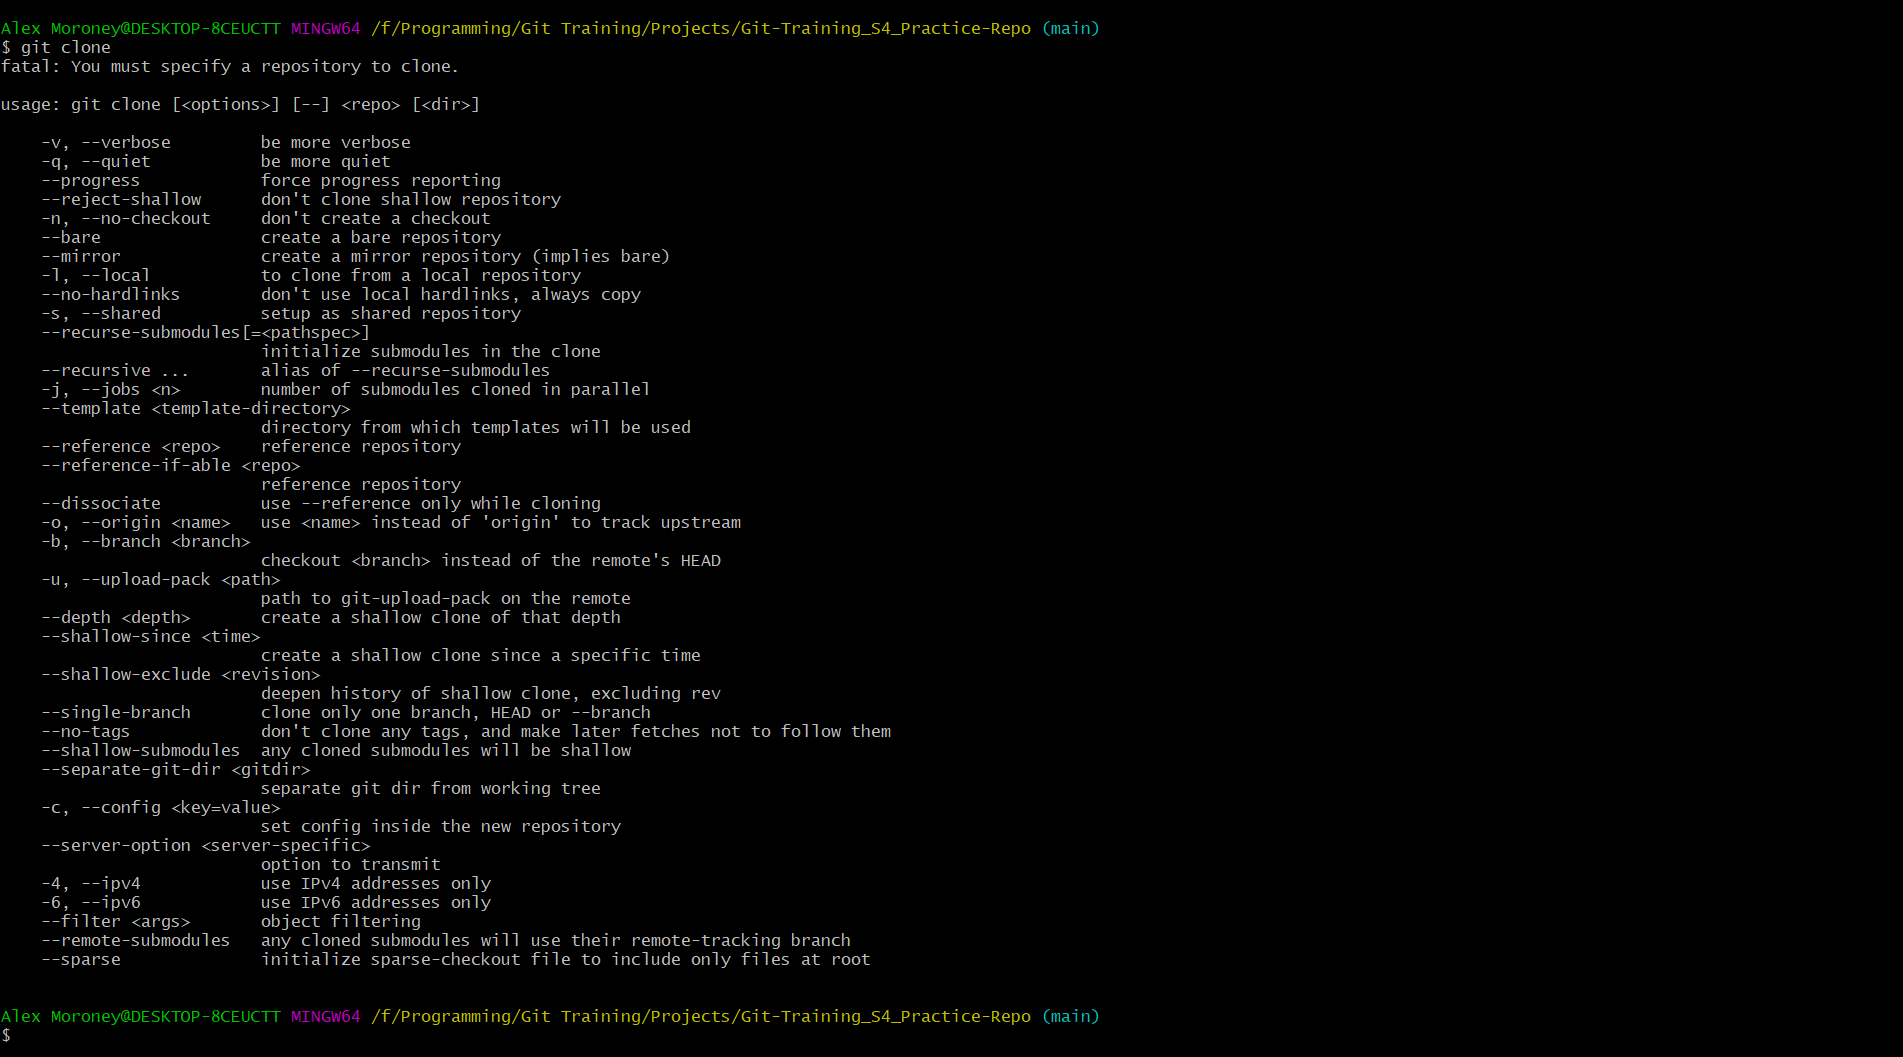 Alex Moroney@DESKTOP-8CEUCTT MINGW64 /f/Programming/Git Training/Projects/Git-Training_S4_Practice-Repo (main)
$ git clone
fatal: You must specify a repository to clone.

usage: git clone [<options>] [--] <repo> [<dir>]

    -v, --verbose         be more verbose
    -q, --quiet           be more quiet
    --progress            force progress reporting
    --reject-shallow      don't clone shallow repository
    -n, --no-checkout     don't create a checkout
    --bare                create a bare repository
    --mirror              create a mirror repository (implies bare)
    -l, --local           to clone from a local repository
    --no-hardlinks        don't use local hardlinks, always copy
    -s, --shared          setup as shared repository
    --recurse-submodules[=<pathspec>]
                          initialize submodules in the clone
    --recursive ...       alias of --recurse-submodules
    -j, --jobs <n>        number of submodules cloned in parallel
    --template <template-directory>
                          directory from which templates will be used
    --reference <repo>    reference repository
    --reference-if-able <repo>
                          reference repository
    --dissociate          use --reference only while cloning
    -o, --origin <name>   use <name> instead of 'origin' to track upstream
    -b, --branch <branch>
                          checkout <branch> instead of the remote's HEAD
    -u, --upload-pack <path>
                          path to git-upload-pack on the remote
    --depth <depth>       create a shallow clone of that depth
    --shallow-since <time>
                          create a shallow clone since a specific time
    --shallow-exclude <revision>
                          deepen history of shallow clone, excluding rev
    --single-branch       clone only one branch, HEAD or --branch
    --no-tags             don't clone any tags, and make later fetches not to follow them
    --shallow-submodules  any cloned submodules will be shallow
    --separate-git-dir <gitdir>
                          separate git dir from working tree
    -c, --config <key=value>
                          set config inside the new repository
    --server-option <server-specific>
                          option to transmit
    -4, --ipv4            use IPv4 addresses only
    -6, --ipv6            use IPv6 addresses only
    --filter <args>       object filtering
    --remote-submodules   any cloned submodules will use their remote-tracking branch
    --sparse              initialize sparse-checkout file to include only files at root

Alex Moroney@DESKTOP-8CEUCTT MINGW64 /f/Programming/Git Training/Projects/Git-Training_S4_Practice-Repo (main)
$